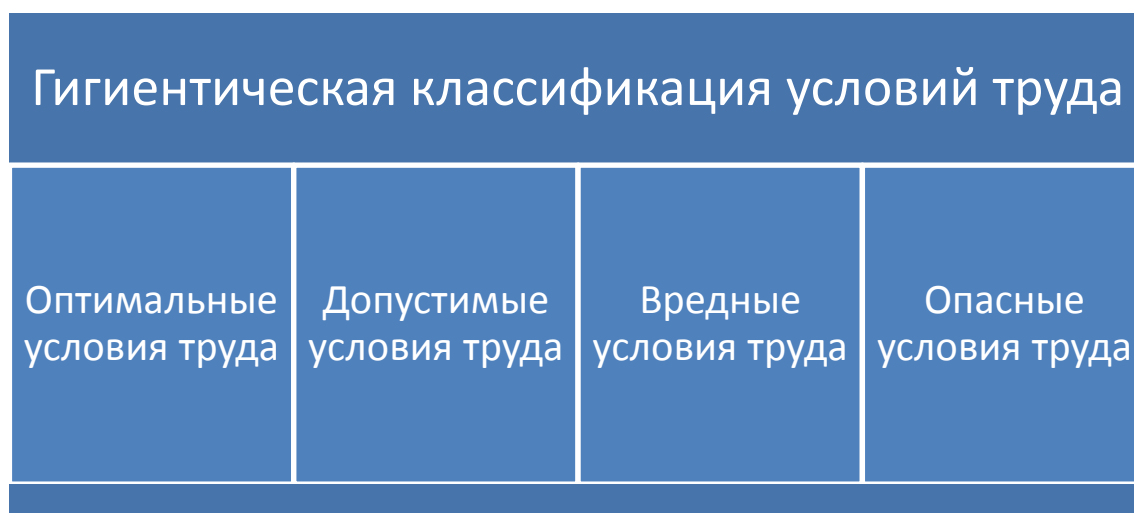 Гигиентическая классификация условий труда
Оптимальные
условия труда
Допустимые
условия труда
Вредные
условия труда
Опасные
условия труда